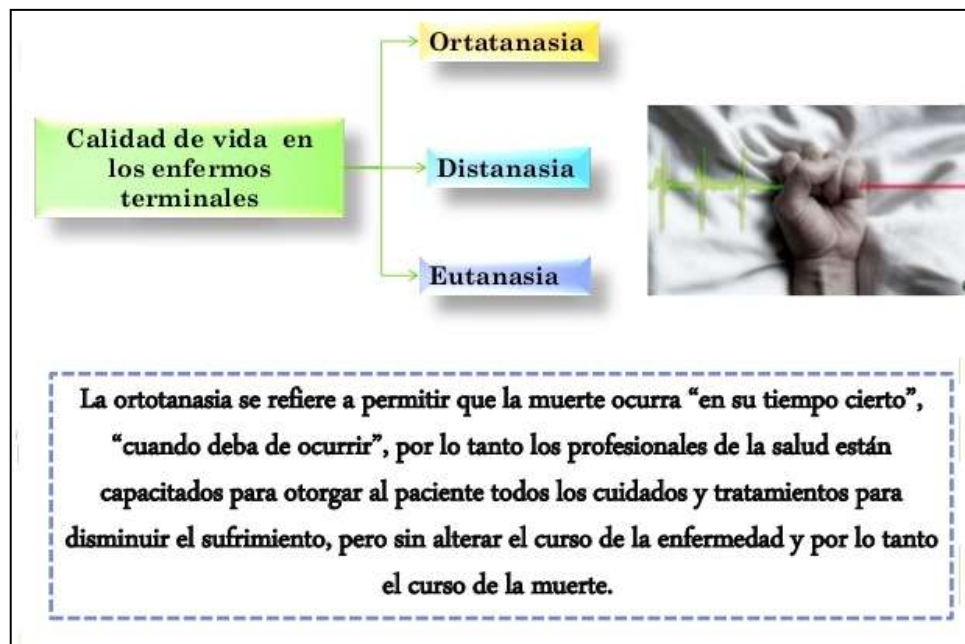 Ortatanasia
Calidad de vida en
los enfermos
terminales
Distanasia
Eutanasia
La ortotanasia se refiere a permitir que la muerte ocurra “en su tiempo cierto”,
“cuando deba de ocurrir”, por lo tanto los profesionales de la salud están
capacitados para otorgar al paciente todos los cuidados y tratamientos para
disminuir el sufrimiento, pero sin alterar el curso de la enfermedad y por lo tanto
el curso de la muerte.